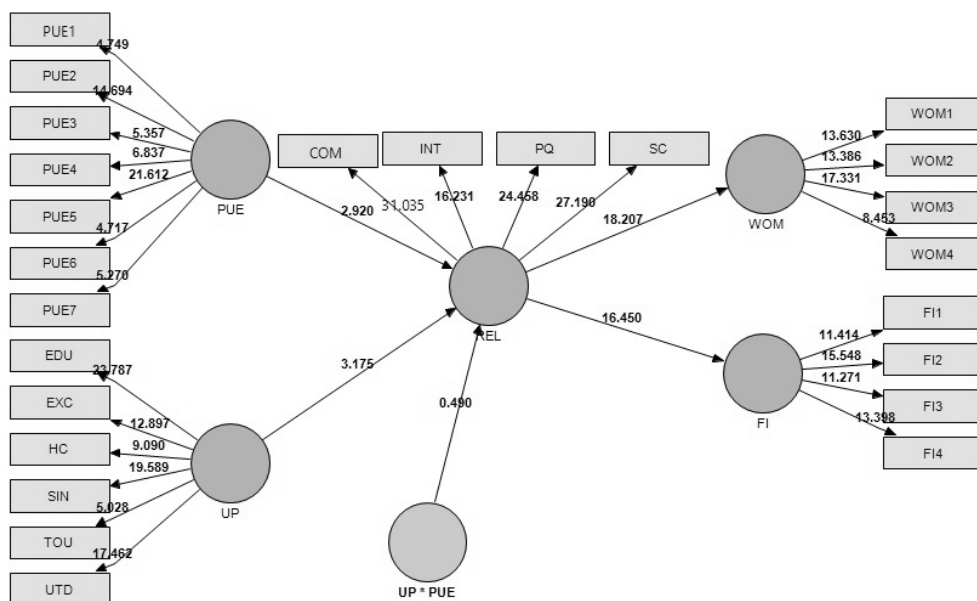 PUE1
4.749
PUE2
14.694
PUE3
5.357
PUE4
6.837
21.612
PUE5
4.717
PUE6
5.270
PUE7
PUE
COM
INT
PQ
SC
31.035
16.231
24.458
27.190
2.920
18.207
REL
WOM1
13.630
WOM2
13.386
17.331
WOM3
8.453
WOM4
WOM
16.450
FI1
11.414
FI2
15.548
11.271
FI3
13.398
FI4
FI
EDU
23.787
EXC
12.897
HC
9.090
19.589
SIN
5.028
TOU
17.462
UTD
UP
3.175
0.490
UP * PUE